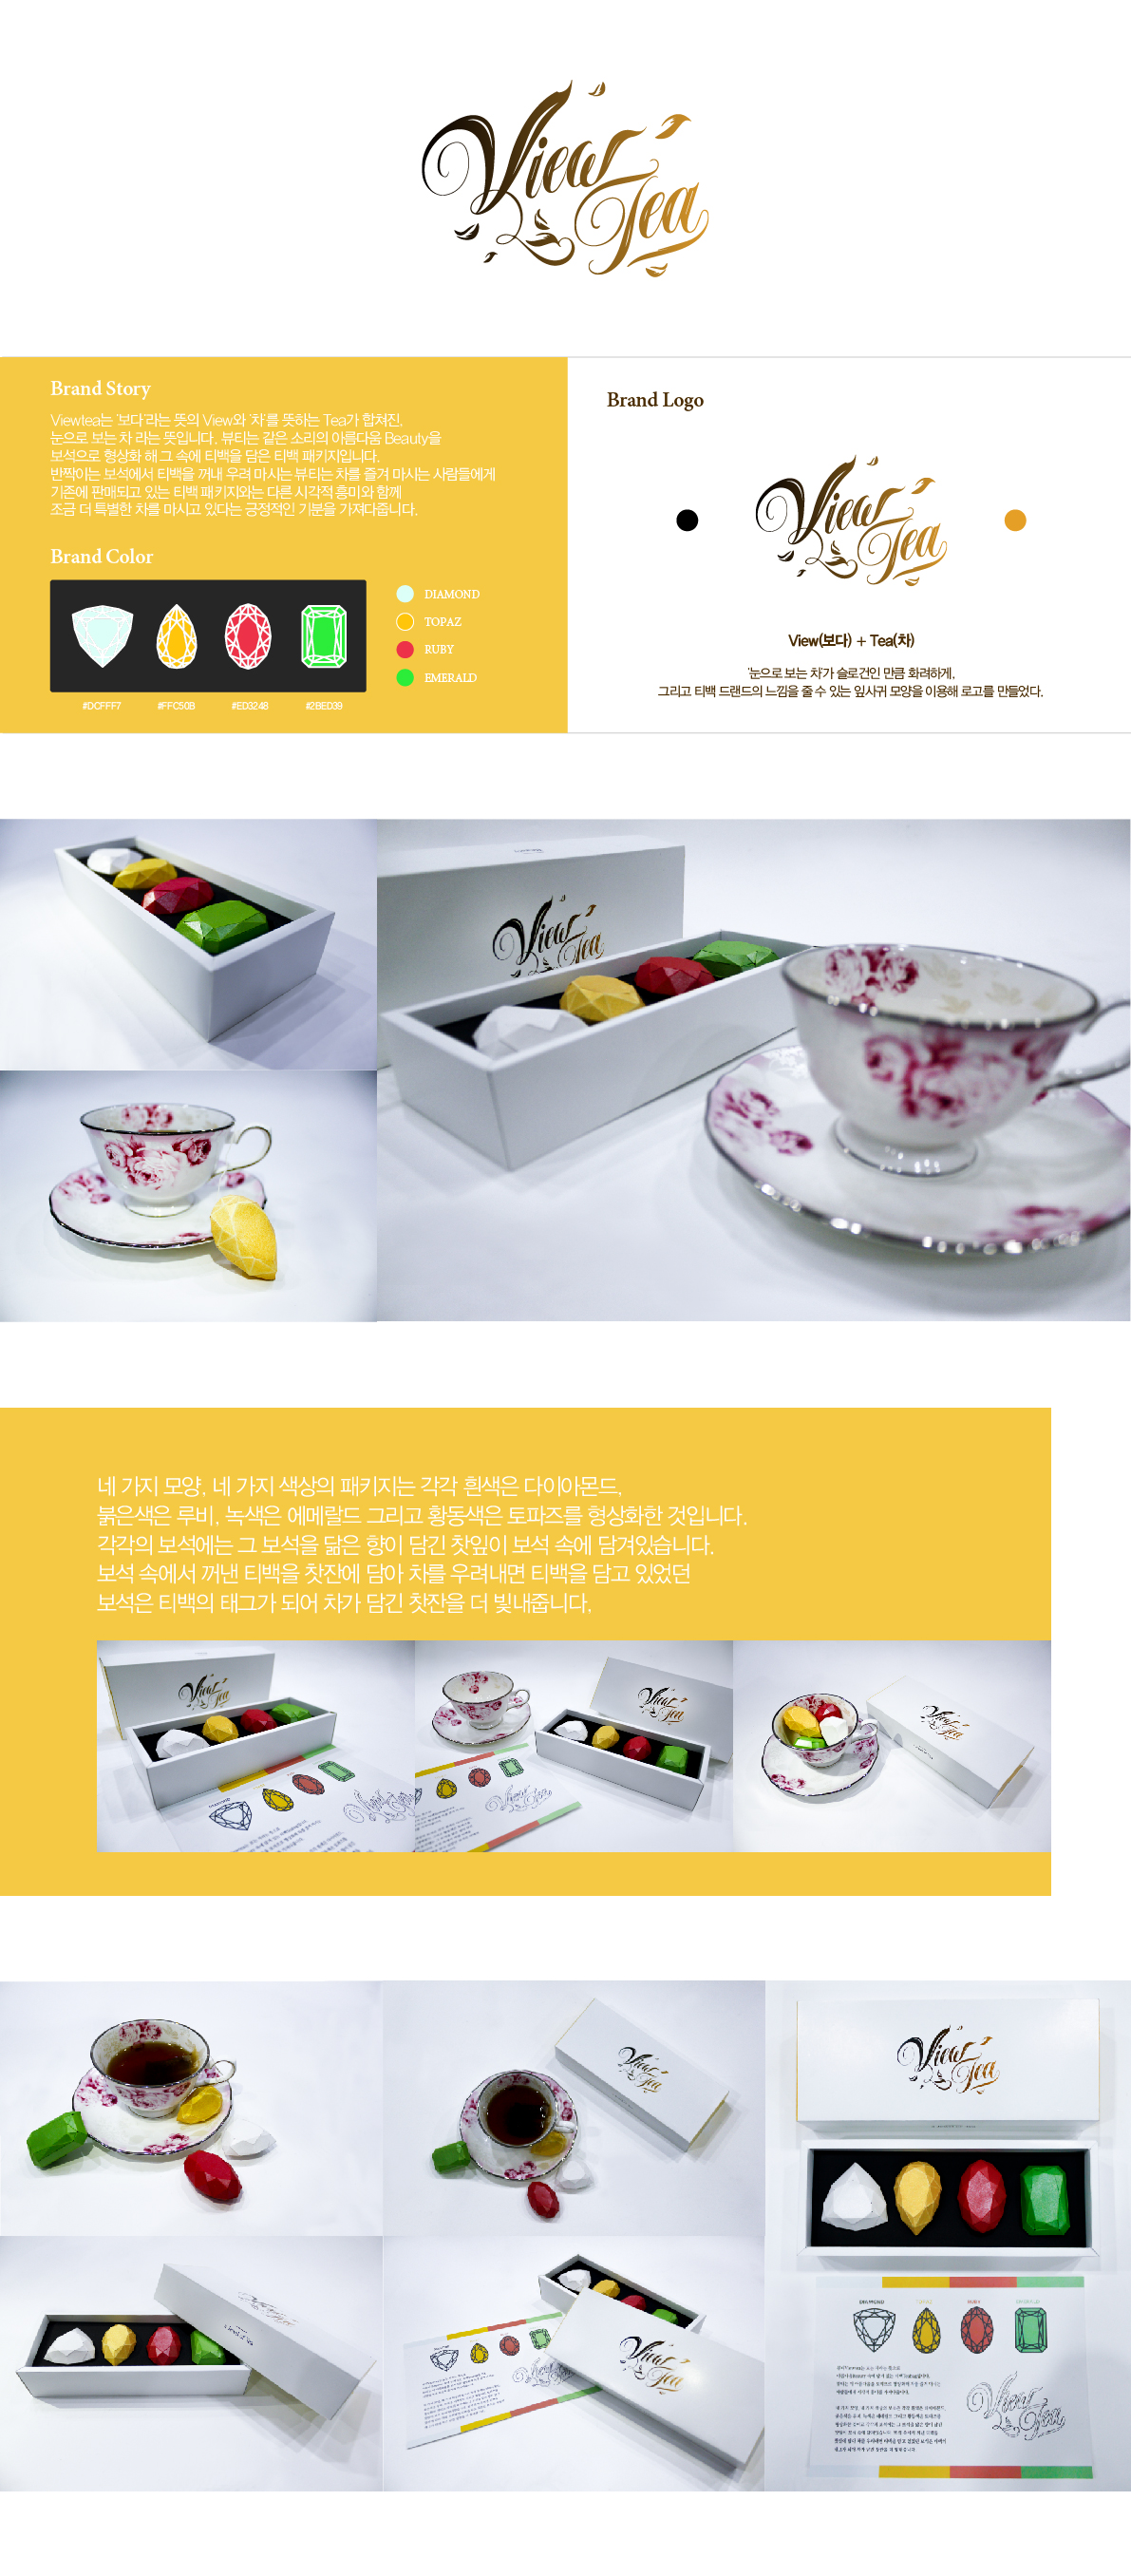 View Tea
Brand Story
Viewtea는 '보다'라는 뜻의 View와 '차'를 뜻하는 Tea가 합쳐진,
눈으로 보는 차 라는 뜻입니다. 뷰티는 같은 소리의 아름다움 Beauty을
보석으로 형상화 해 그 속에 티백을 담은 티백 패키지입니다.
반짝이는 보석에서 티백을 꺼내 우려 마시는 뷰티는 차를 즐겨 마시는 사람들에게
기존에 판매되고 있는 티백 패키지와는 다른 시각적 흥미와 함께
조금 더 특별한 차를 마시고 있다는 긍정적인 기분을 가져다줍니다.
Brand Color
DIAMOND
TOPAZ
RUBY
EMERALD
#DCFFF7 #FFC50B #ED3248 #2BED39
Brand Logo
View Tea
View(보다) + Tea(차)
'눈으로 보는 차'가 슬로건인 만큼 화려하게,
그리고 티백 드랜드의 느낌을 줄 수 있는 잎사귀 모양을 이용해 로고를 만들었다.
View Tea
네 가지 모양, 네 가지 색상의 패키지는 각각 흰색은 다이아몬드,
붉은색은 루비, 녹색은 에메랄드 그리고 황동색은 토파즈를 형상화한 것입니다.
각각의 보석에는 그 보석을 닮은 향이 담긴 찻잎이 보석 속에 담겨있습니다.
보석 속에서 꺼낸 티백을 찻잔에 담아 차를 우려내면 티백을 담고 있었던
보석은 티백의 태그가 되어 차가 담긴 찻잔을 더 빛내줍니다.
View Tea
View Tea
View Tea
View Tea
View Tea
View Tea
DIAMOND
RUBY
View Tea